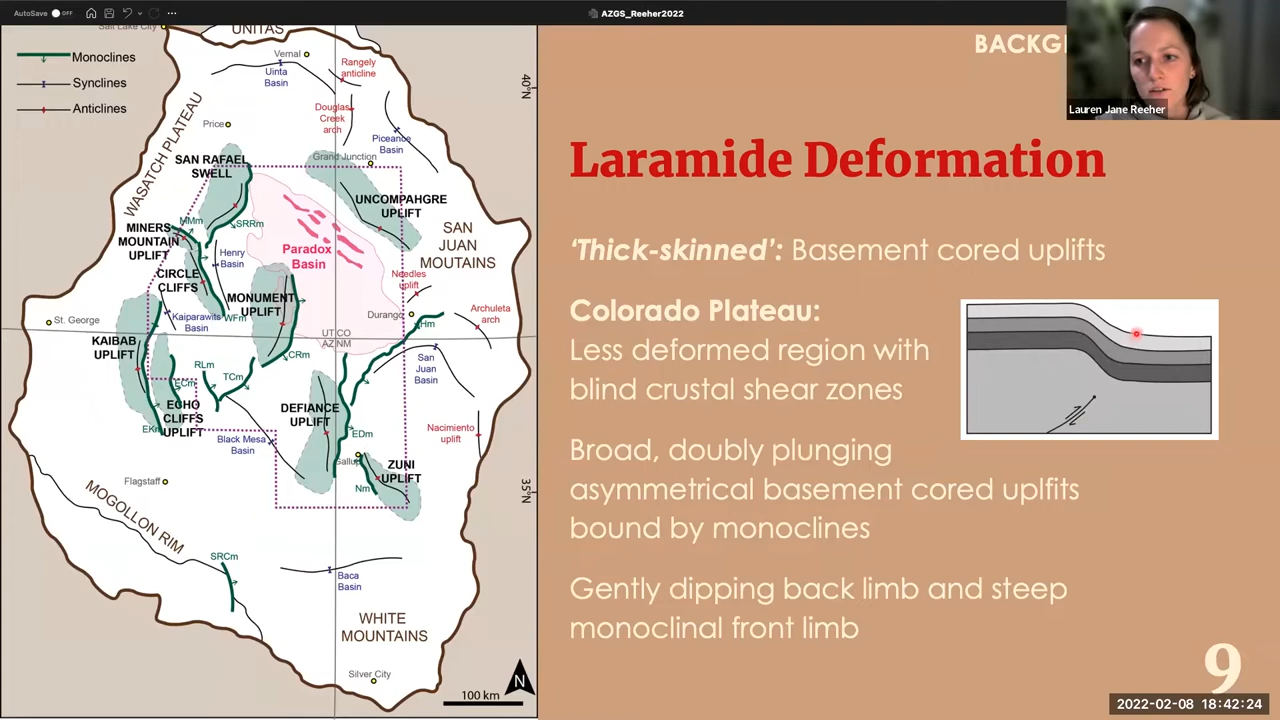 AutoSave OFF
AZGS_Reeher2022
BACKG
Lauren Jane Reeher
Laramide Deformation
'Thick-skinned': Basement cored uplifts
Colorado Plateau:
Less deformed region with
blind crustal shear zones
Broad, doubly plunging
asymmetrical basement cored uplfits
bound by monoclines
Gently dipping back limb and steep
monoclinal front limb
9
2022-02-08 18:42:24
Monoclines
Synclines
Anticlines
Salt Lake City
UNITAS
Vernal
Uinta
Basin
Rangely
anticline
40°N
Douglas
Creek
arch
Price
Piceance
Basin
WASATCH PLATEAU
SAN RAFAEL
SWELL
Grand Junction
UNCOMPAHGRE
UPLIFT
MMm
SRRm
MINERS
MOUNTAIN
UPLIFT
SAN
JUAN
MOUTAINS
Henry
Basin
Paradox
Basin
CIRCLE
CLIFFS
Needles
uplift
MONUMENT
UPLIFT
St. George
Kaiparawits
Basin
WFm
Durango
Archuleta
arch
Hm
UT CO
AZ NM
KAIBAB
UPLIFT
RLm
CRm
San
Juan
Basin
TCm
ECm
ECHO
CLIFFS
UPLIFT
EKm
DEFIANCE
UPLIFT
Black Mesa
Basin
EDm
Nacimiento
uplift
Gallup
ZUNI
UPLIFT
Nm
35°N
Flagstaff
MOGOLLON RIM
SRCm
Baca
Basin
WHITE
MOUNTAINS
Silver City
N
100 km